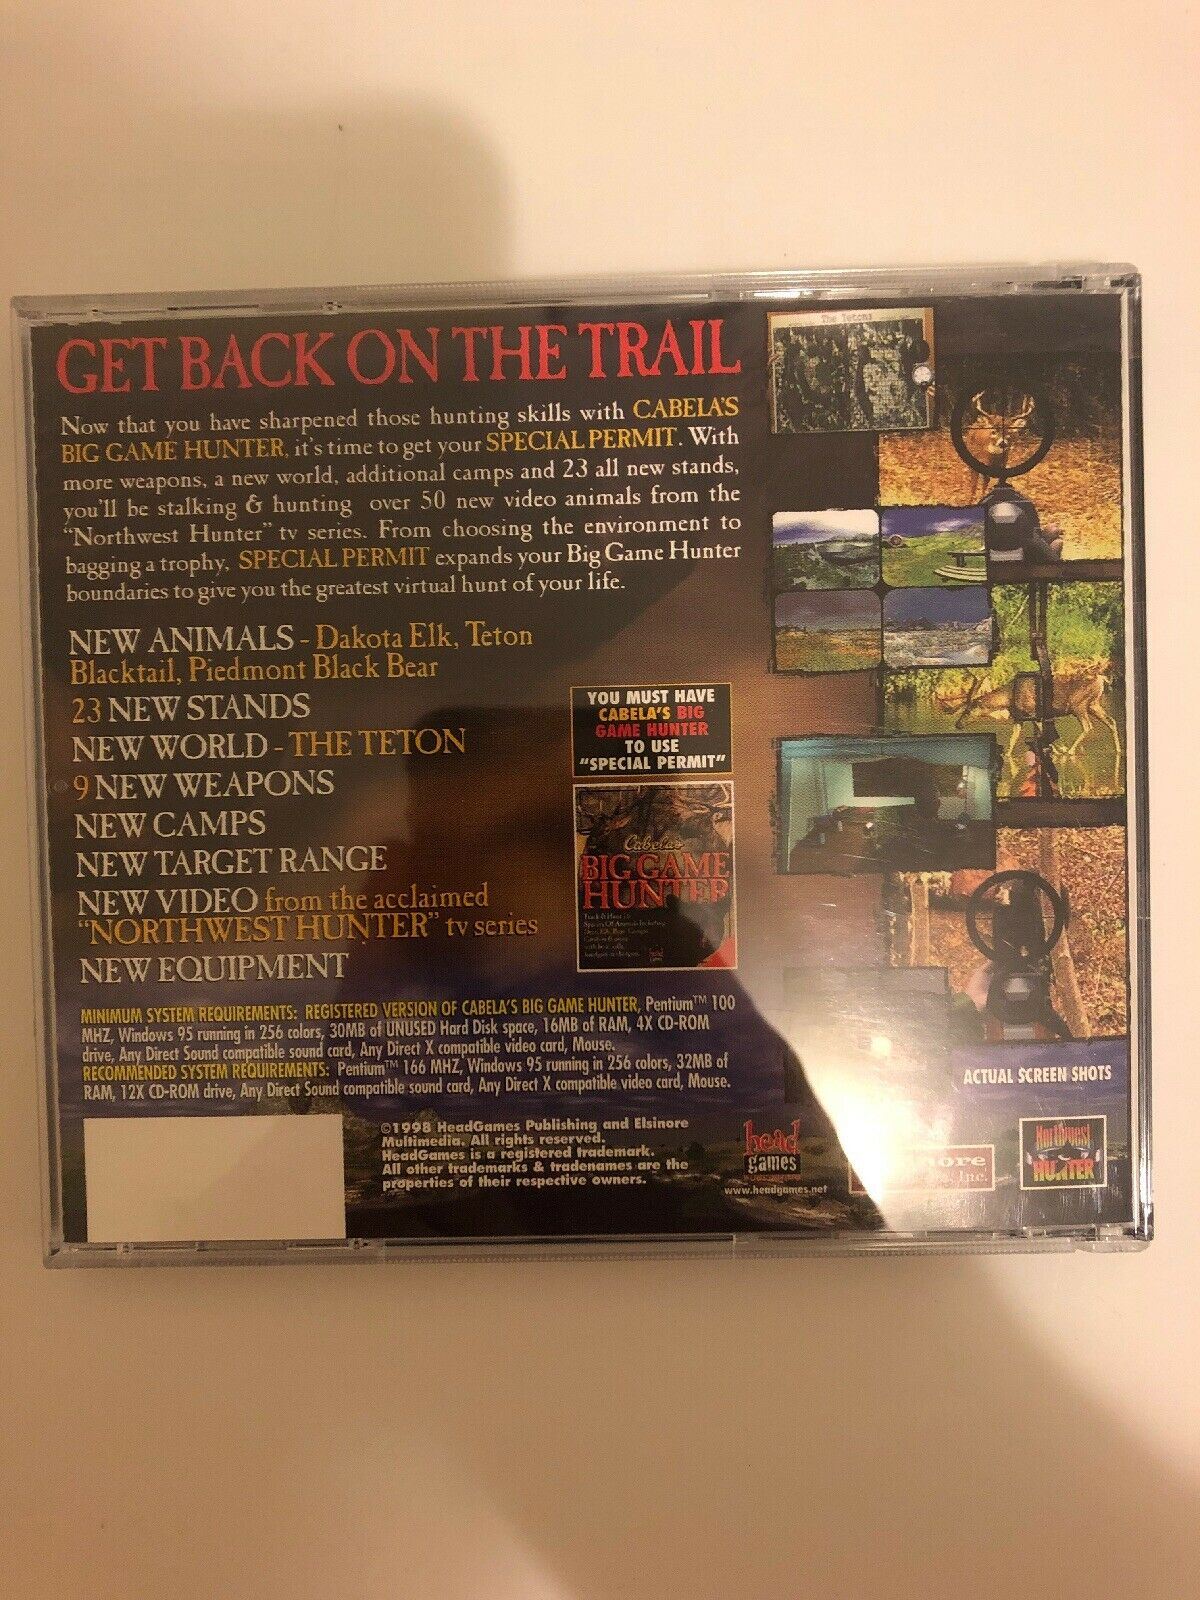 GET BACK ON THE TRAIL
Now that you have sharpened those hunting skills with CABELA'S
BIG GAME HUNTER, it's time to get your SPECIAL PERMIT. With
more weapons, a new world, additional camps and 23 all new stands,
you'll be stalking & hunting over 50 new video animals from the
"Northwest Hunter" tv series. From choosing the environment to
bagging a trophy, SPECIAL PERMIT expands your Big Game Hunter
boundaries to give you the greatest virtual hunt of your life.
NEW ANIMALS - Dakota Elk, Teton
Blacktail, Piedmont Black Bear
23 NEW STANDS
NEW WORLD - THE TETON
9 NEW WEAPONS
NEW CAMPS
NEW TARGET RANGE
NEW VIDEO from the acclaimed
"NORTHWEST HUNTER" tv series
NEW EQUIPMENT
YOU MUST HAVE
CABELA'S BIG
GAME HUNTER
TO USE
"SPECIAL PERMIT"
Cabela's
BIG GAME
HUNTER
The Tetons
MINIMUM SYSTEM REQUIREMENTS: REGISTERED VERSION OF CABELA'S BIG GAME HUNTER, Pentium™ 100
MHZ, Windows 95 running in 256 colors, 30MB of UNUSED Hard Disk space, 16MB of RAM, 4X CD-ROM
drive, Any Direct Sound compatible sound card, Any Direct X compatible video card, Mouse.
RECOMMENDED SYSTEM REQUIREMENTS: Pentium™ 166 MHZ, Windows 95 running in 256 colors, 32MB of
RAM, 12X CD-ROM drive, Any Direct Sound compatible sound card, Any Direct X compatible video card, Mouse.
ACTUAL SCREEN SHOTS
©1998 HeadGames Publishing and Elsinore
Multimedia. All rights reserved.
HeadGames is a registered trademark.
All other trademarks & tradenames are the
properties of their respective owners.
head
games
www.headgames.net
Inc.
Northwest
HUNTER